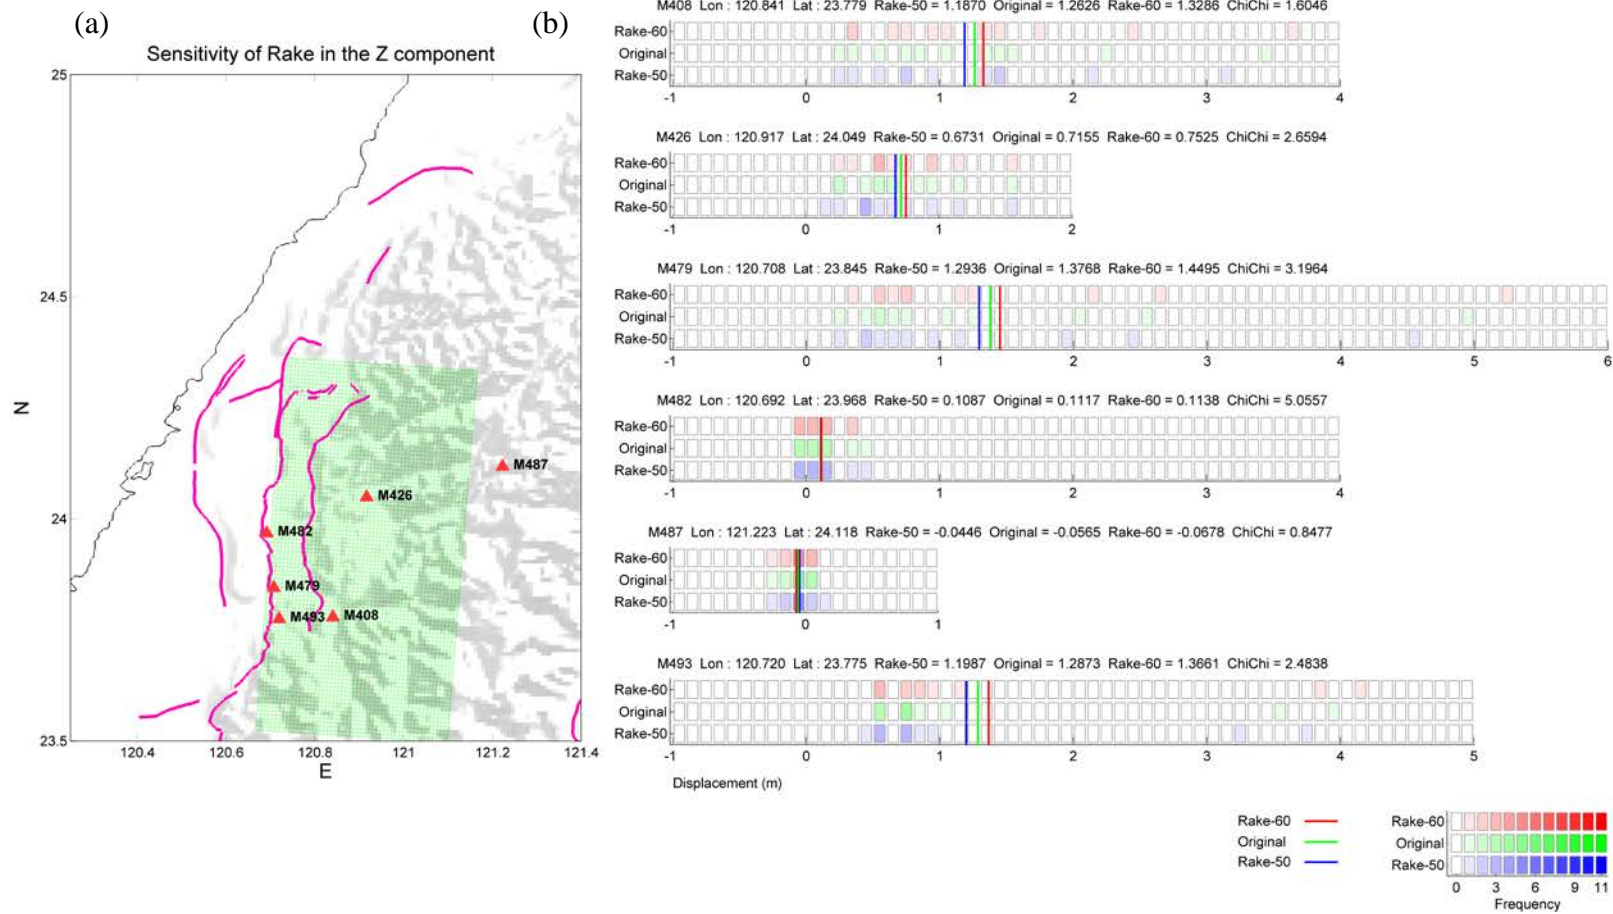 (a)
(b)
Sensitivity of Rake in the Z component
25
24.5
24
23.5
N
120.4 120.6 120.8 121 121.2 121.4
E
M487
M426
M482
M479
M493
M408
M408 Lon : 120.841 Lat : 23.779 Rake-50 = 1.1870 Original = 1.2626 Rake-60 = 1.3286 ChiChi = 1.6046
Rake-60
Original
Rake-50
-1 0 1 2 3 4
M426 Lon : 120.917 Lat : 24.049 Rake-50 = 0.6731 Original = 0.7155 Rake-60 = 0.7525 ChiChi = 2.6594
Rake-60
Original
Rake-50
-1 0 1 2
M479 Lon : 120.708 Lat : 23.845 Rake-50 = 1.2936 Original = 1.3768 Rake-60 = 1.4495 ChiChi = 3.1964
Rake-60
Original
Rake-50
-1 0 1 2 3 4 5 6
M482 Lon : 120.692 Lat : 23.968 Rake-50 = 0.1087 Original = 0.1117 Rake-60 = 0.1138 ChiChi = 5.0557
Rake-60
Original
Rake-50
-1 0 1 2 3 4
M487 Lon : 121.223 Lat : 24.118 Rake-50 = -0.0446 Original = -0.0565 Rake-60 = -0.0678 ChiChi = 0.8477
Rake-60
Original
Rake-50
-1 0 1
M493 Lon : 120.720 Lat : 23.775 Rake-50 = 1.1987 Original = 1.2873 Rake-60 = 1.3661 ChiChi = 2.4838
Rake-60
Original
Rake-50
-1 0 1 2 3 4 5
Displacement (m)
Rake-60
Original
Rake-50
Rake-60
Original
Rake-50
0 3 6 9 11
Frequency